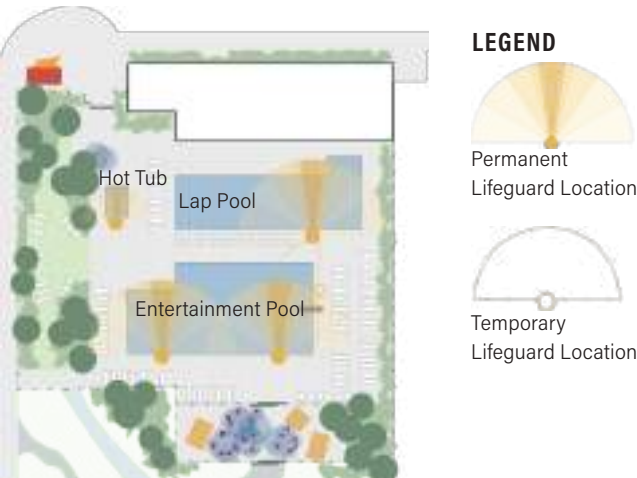 LEGEND
Permanent
Lifeguard Location
Temporary
Lifeguard Location
Hot Tub
Lap Pool
Entertainment Pool